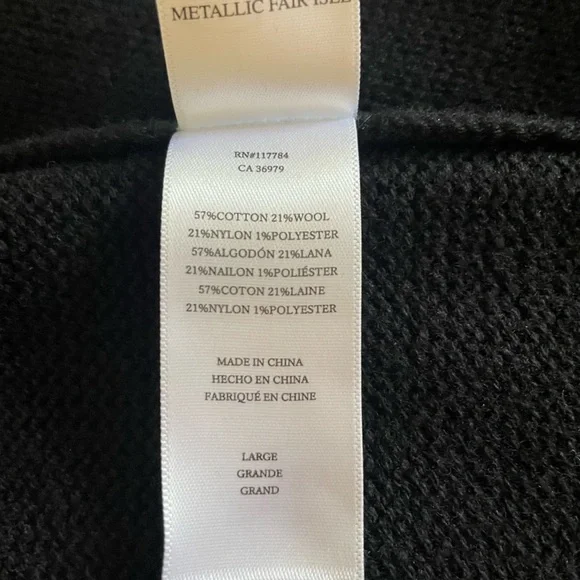 METALLIC FAIR ISLE
RN#117784
CA 36979
57%COTTON 21%WOOL
21%NYLON 1%POLYESTER
57%ALGODÓN 21%LANA
21%NAILON 1%POLIÉSTER
57%COTON 21%LAINE
21%NYLON 1%POLYESTER
MADE IN CHINA
HECHO EN CHINA
FABRIQUÉ EN CHINE
LARGE
GRANDE
GRAND